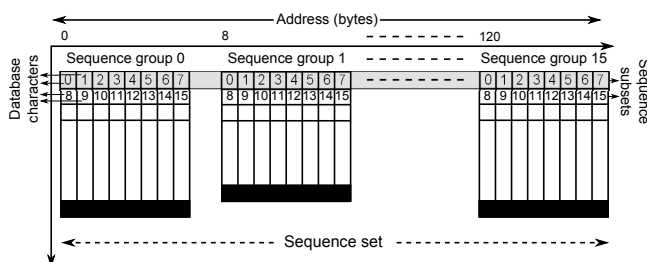 Address (bytes)
0 8 120
Sequence group 0 Sequence group 1 Sequence group 15
0 1 2 3 4 5 6 7 0 1 2 3 4 5 6 7 0 1 2 3 4 5 6 7
8 9 10 11 12 13 14 15 8 9 10 11 12 13 14 15 8 9 10 11 12 13 14 15
Database
characters
Sequence
subsets
Sequence set